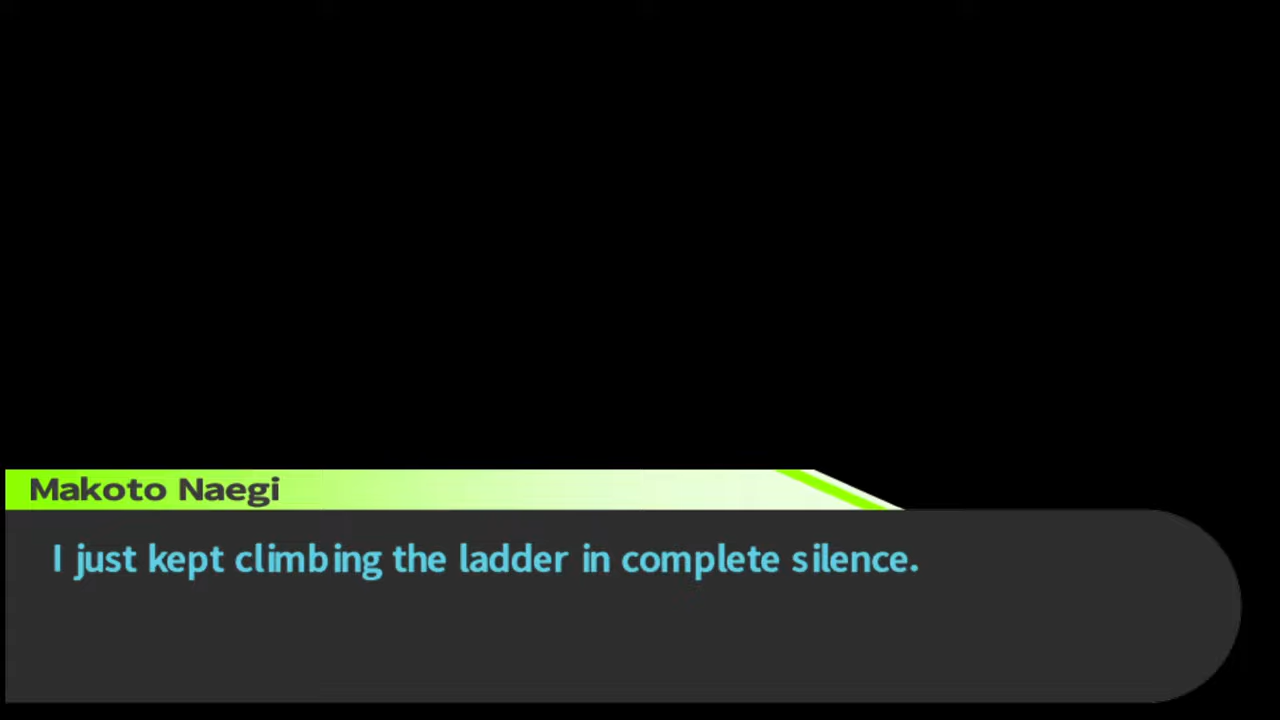 Makoto Naegi
I just kept climbing the ladder in complete silence.